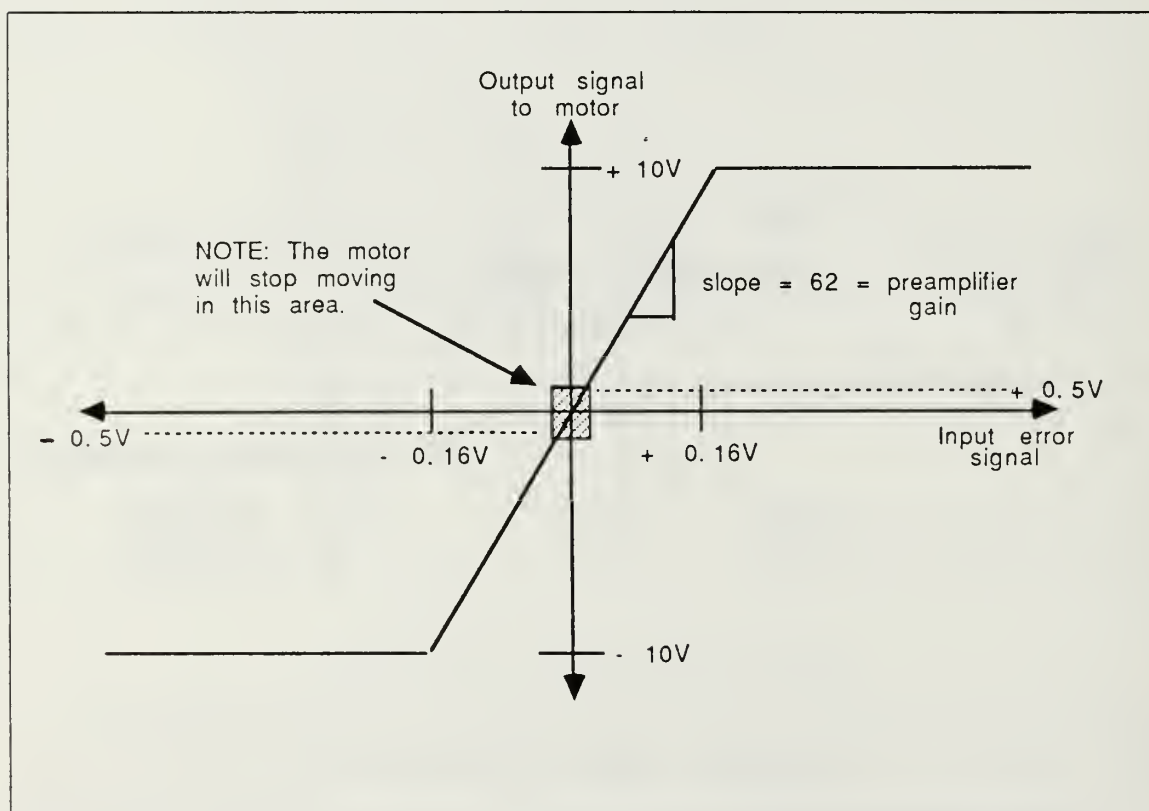 Output signal
to motor
+ 10V
NOTE: The motor
will stop moving
in this area.
slope = 62 = preamplifier
gain
+ 0.5V
- 0.5V
- 0.16V
+ 0.16V
Input error
signal
- 10V